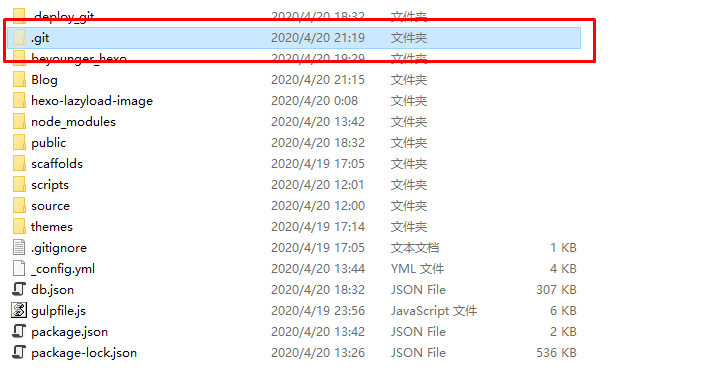 .deploy_git 2020/4/20 18:32 文件夹
.git 2020/4/20 21:19 文件夹
beyounger_hexo 2020/4/20 19:29 文件夹
Blog 2020/4/20 21:15 文件夹
hexo-lazyload-image 2020/4/20 0:08 文件夹
node_modules 2020/4/20 13:42 文件夹
public 2020/4/20 18:32 文件夹
scaffolds 2020/4/19 17:05 文件夹
scripts 2020/4/20 12:01 文件夹
source 2020/4/20 12:00 文件夹
themes 2020/4/19 17:14 文件夹
.gitignore 2020/4/19 17:05 文本文档 1 KB
_config.yml 2020/4/20 13:44 YML 文件 4 KB
db.json 2020/4/20 18:32 JSON File 307 KB
gulpfile.js 2020/4/19 23:56 JavaScript 文件 6 KB
package.json 2020/4/20 13:42 JSON File 2 KB
package-lock.json 2020/4/20 13:26 JSON File 536 KB